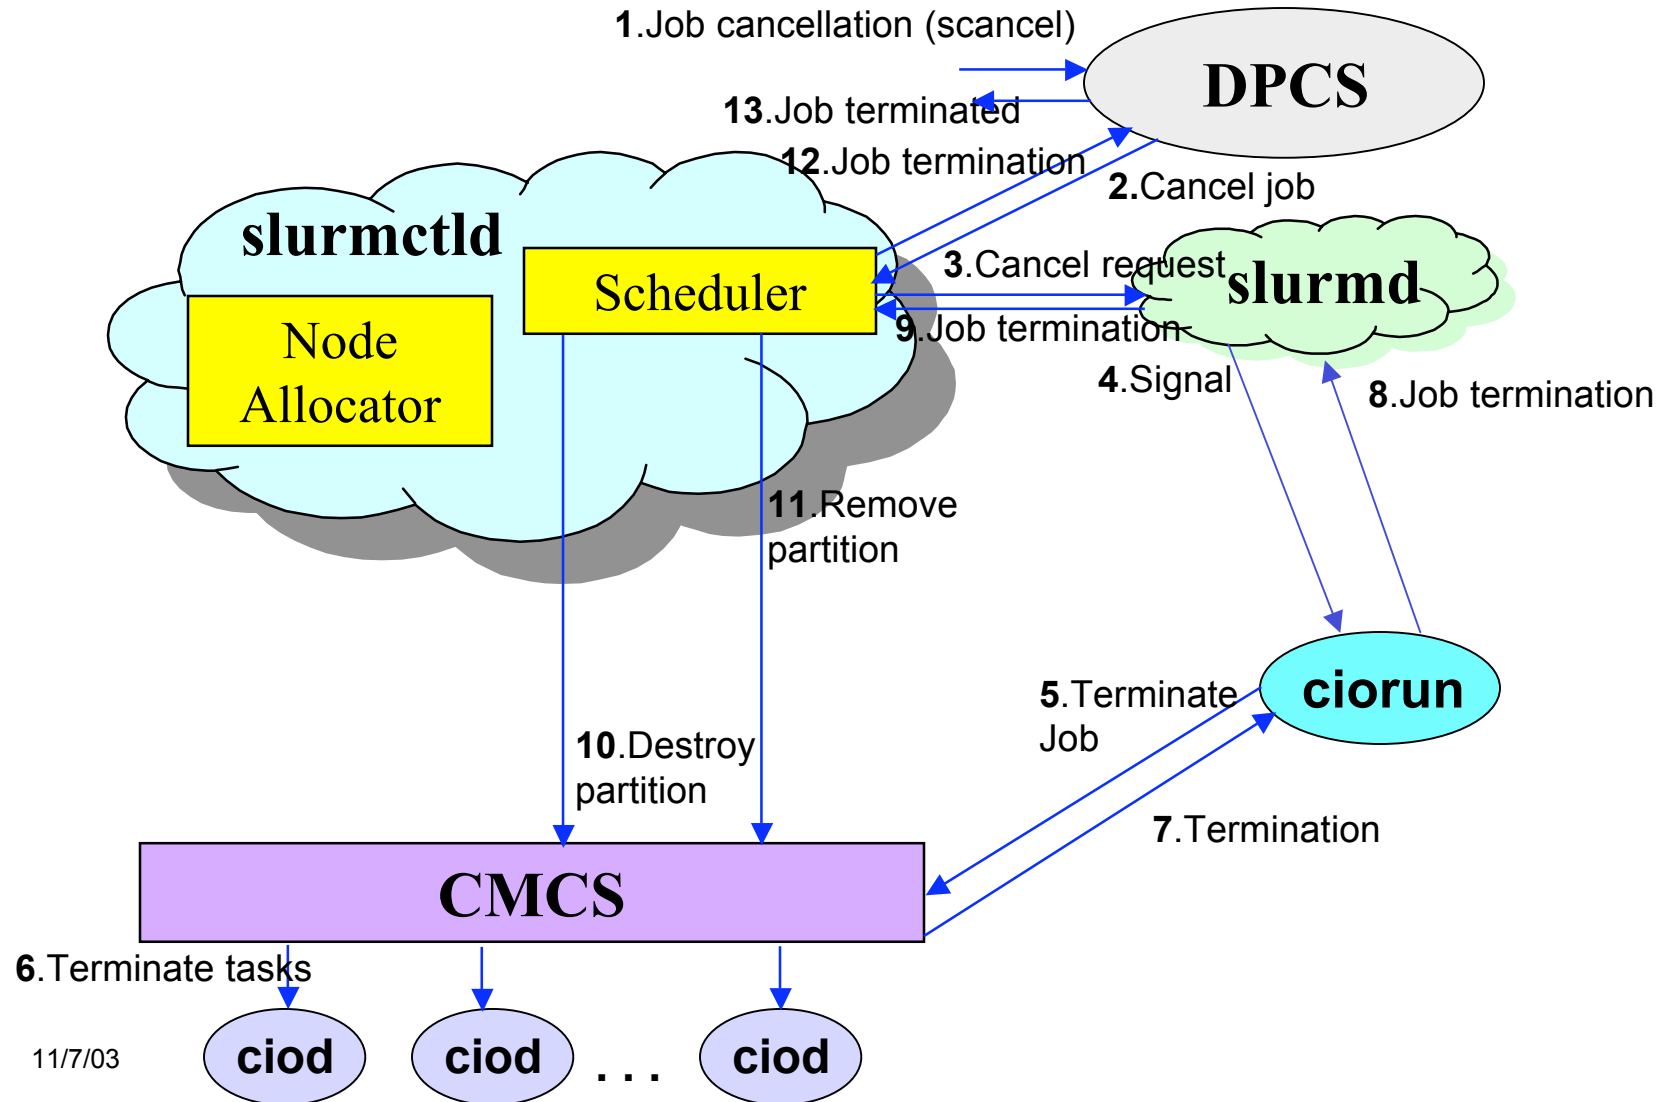 1.Job cancellation (scancel)
DPCS
13.Job terminated
12.Job termination
2.Cancel job
slurmctld
Scheduler
3.Cancel request
slurmd
9.Job termination
Node
Allocator
4.Signal
8.Job termination
11.Remove
partition
ciorun
5.Terminate
Job
10.Destroy
partition
7.Termination
CMCS
6.Terminate tasks
ciod
ciod
. . .
ciod
11/7/03